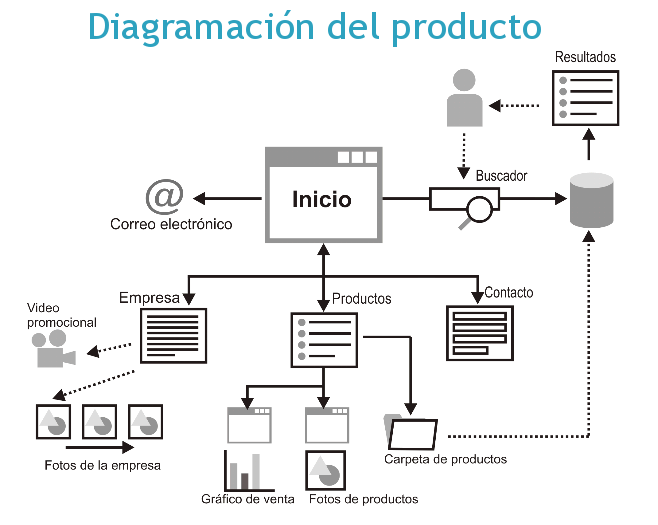 Diagramación del producto
Resultados
Buscador
Inicio
@
Correo electrónico
Empresa
Productos
Contacto
Video
promocional
Fotos de la empresa
Carpeta de productos
Gráfico de venta
Fotos de productos